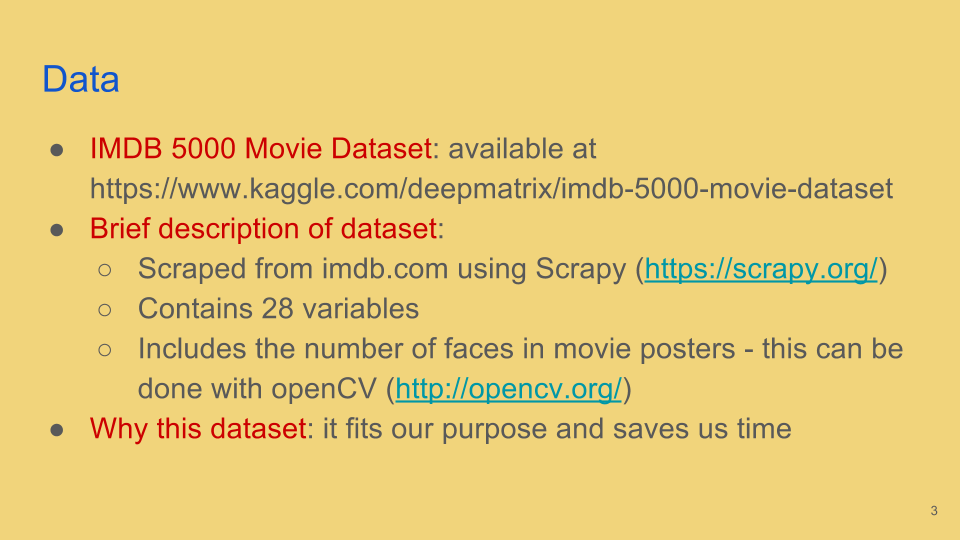 Data
● IMDB 5000 Movie Dataset: available at
https://www.kaggle.com/deepmatrix/imdb-5000-movie-dataset
● Brief description of dataset:
○ Scraped from imdb.com using Scrapy (https://scrapy.org/)
○ Contains 28 variables
○ Includes the number of faces in movie posters - this can be
done with openCV (http://opencv.org/)
● Why this dataset: it fits our purpose and saves us time
3